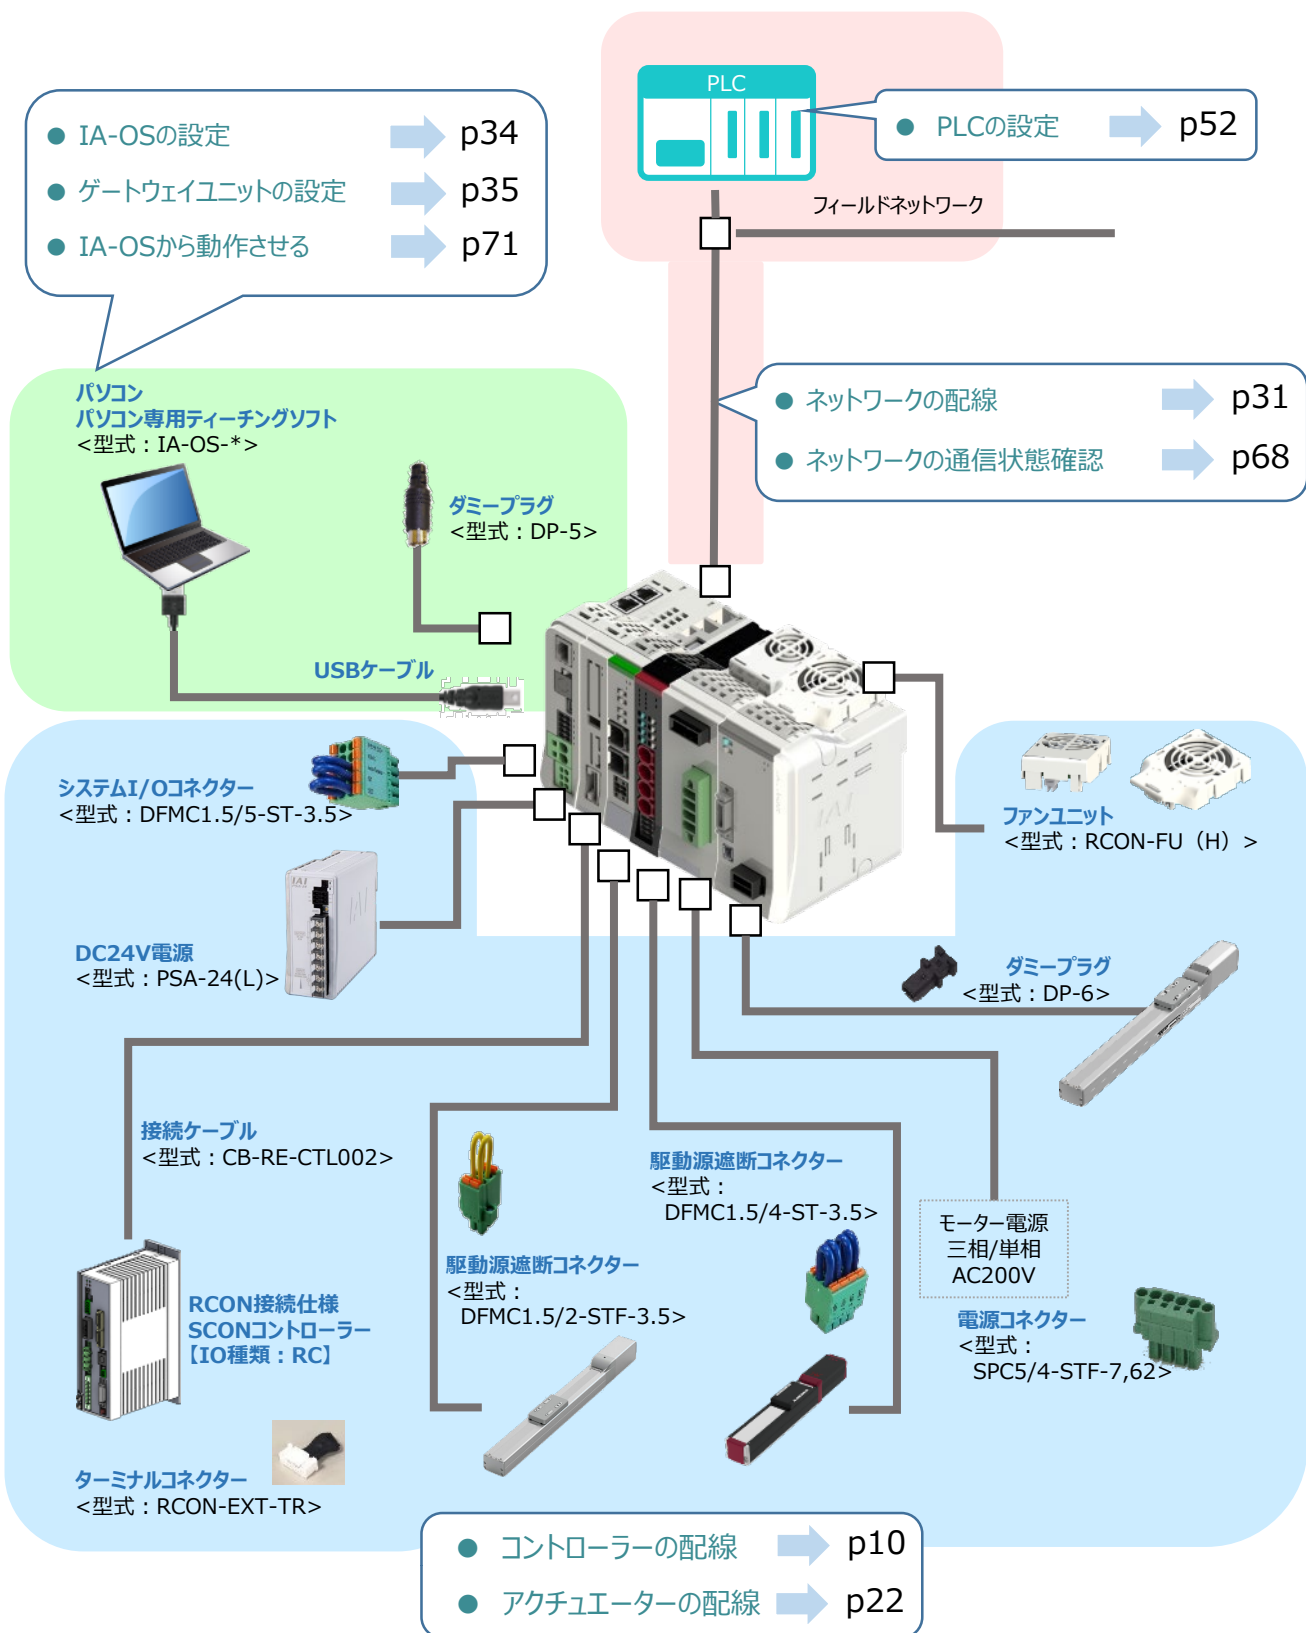 PLC
● IA-OSの設定 p34
● ゲートウェイユニットの設定 p35
● IA-OSから動作させる p71
● PLCの設定 p52
フィールドネットワーク
● ネットワークの配線 p31
● ネットワークの通信状態確認 p68
パソコン
パソコン専用ティーチングソフト
<型式：IA-OS-*>
ダミープラグ
<型式：DP-5>
USBケーブル
システムI/Oコネクター
<型式：DFMC1.5/5-ST-3.5>
ファンユニット
<型式：RCON-FU（H）>
IAI
IAI
DC24V電源
<型式：PSA-24(L)>
ダミープラグ
<型式：DP-6>
接続ケーブル
<型式：CB-RE-CTL002>
駆動源遮断コネクター
<型式：
DFMC1.5/4-ST-3.5>
モーター電源
三相/単相
AC200V
駆動源遮断コネクター
<型式：
DFMC1.5/2-STF-3.5>
RCON接続仕様
SCONコントローラー
【IO種類：RC】
電源コネクター
<型式：
SPC5/4-STF-7,62>
ターミナルコネクター
<型式：RCON-EXT-TR>
● コントローラーの配線 p10
● アクチュエーターの配線 p22